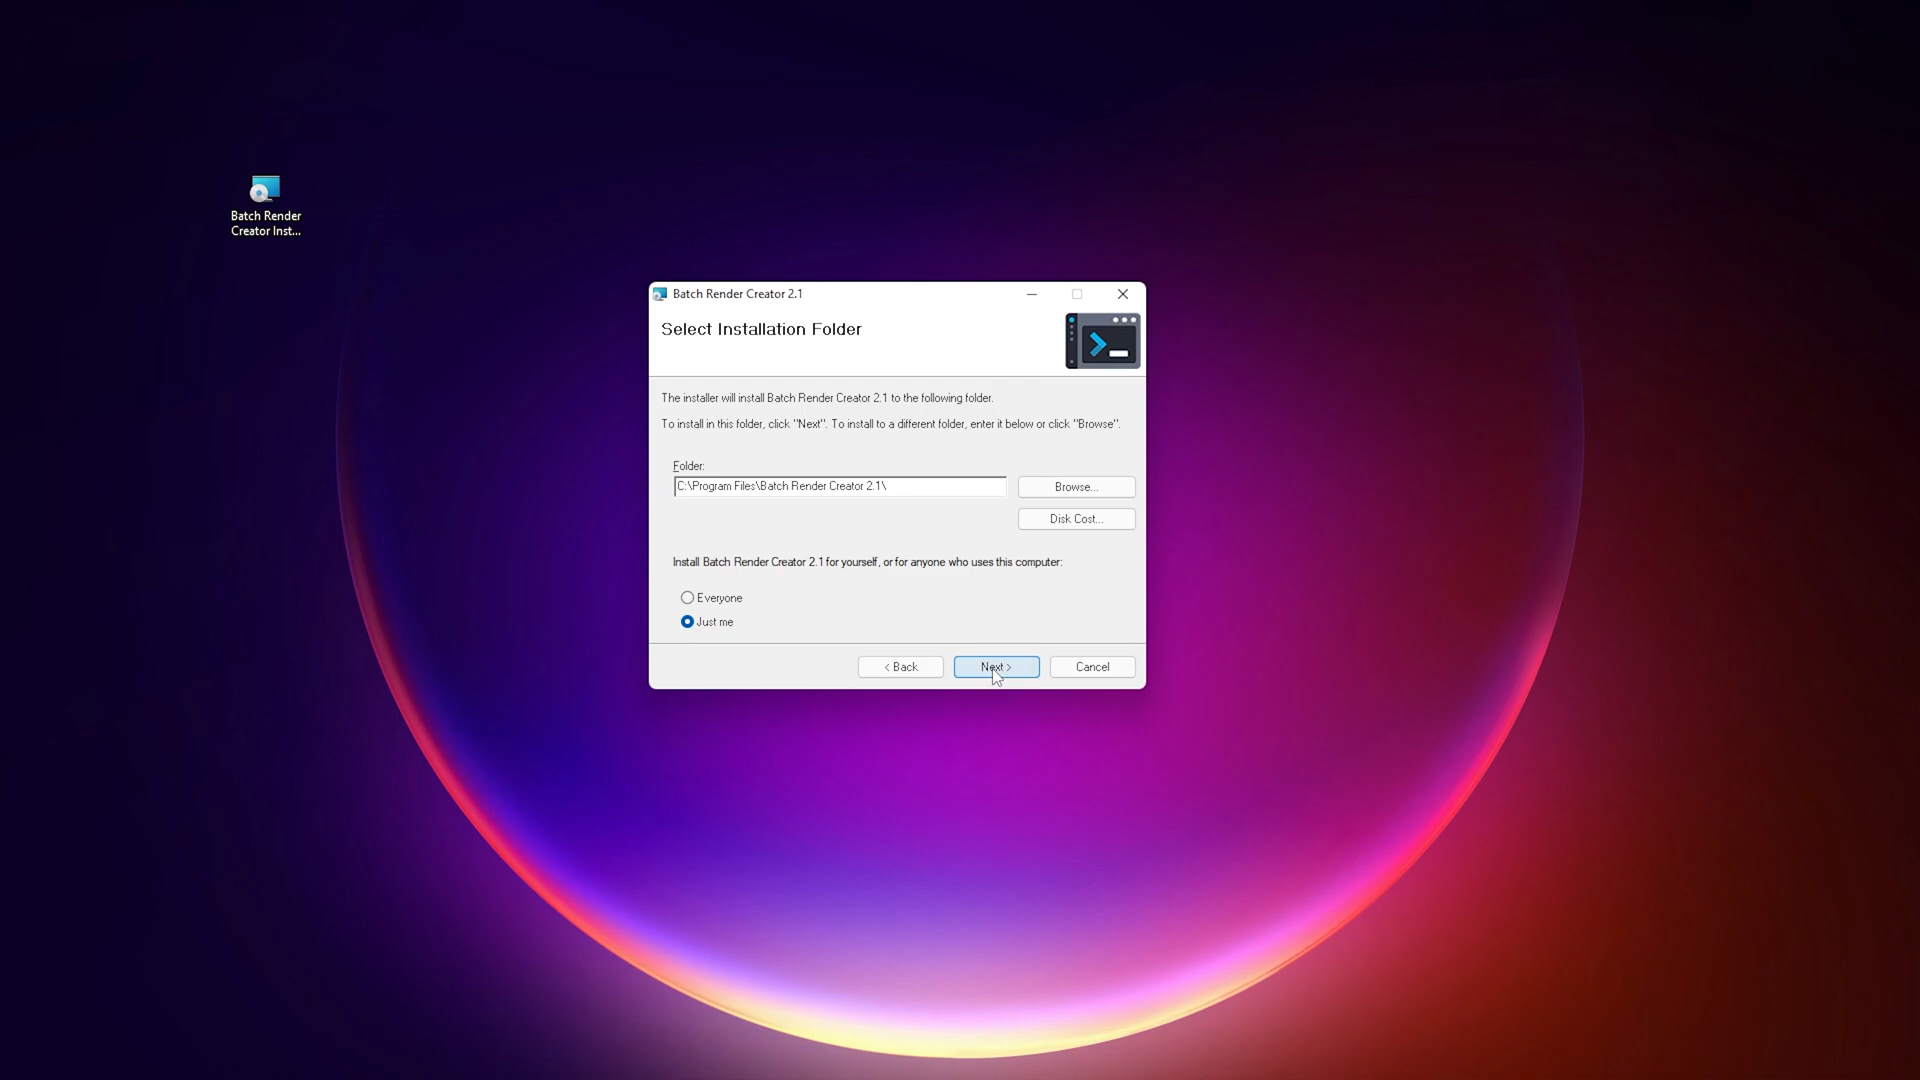 Batch Render
Creator Inst...
Batch Render Creator 2.1
Select Installation Folder
The installer will install Batch Render Creator 2.1 to the following folder.
To install in this folder, click "Next". To install to a different folder, enter it below or click "Browse".
Folder:
C:\Program Files\Batch Render Creator 2.1\
Browse...
Disk Cost...
Install Batch Render Creator 2.1 for yourself, or for anyone who uses this computer:
Everyone
Just me
< Back
Next >
Cancel